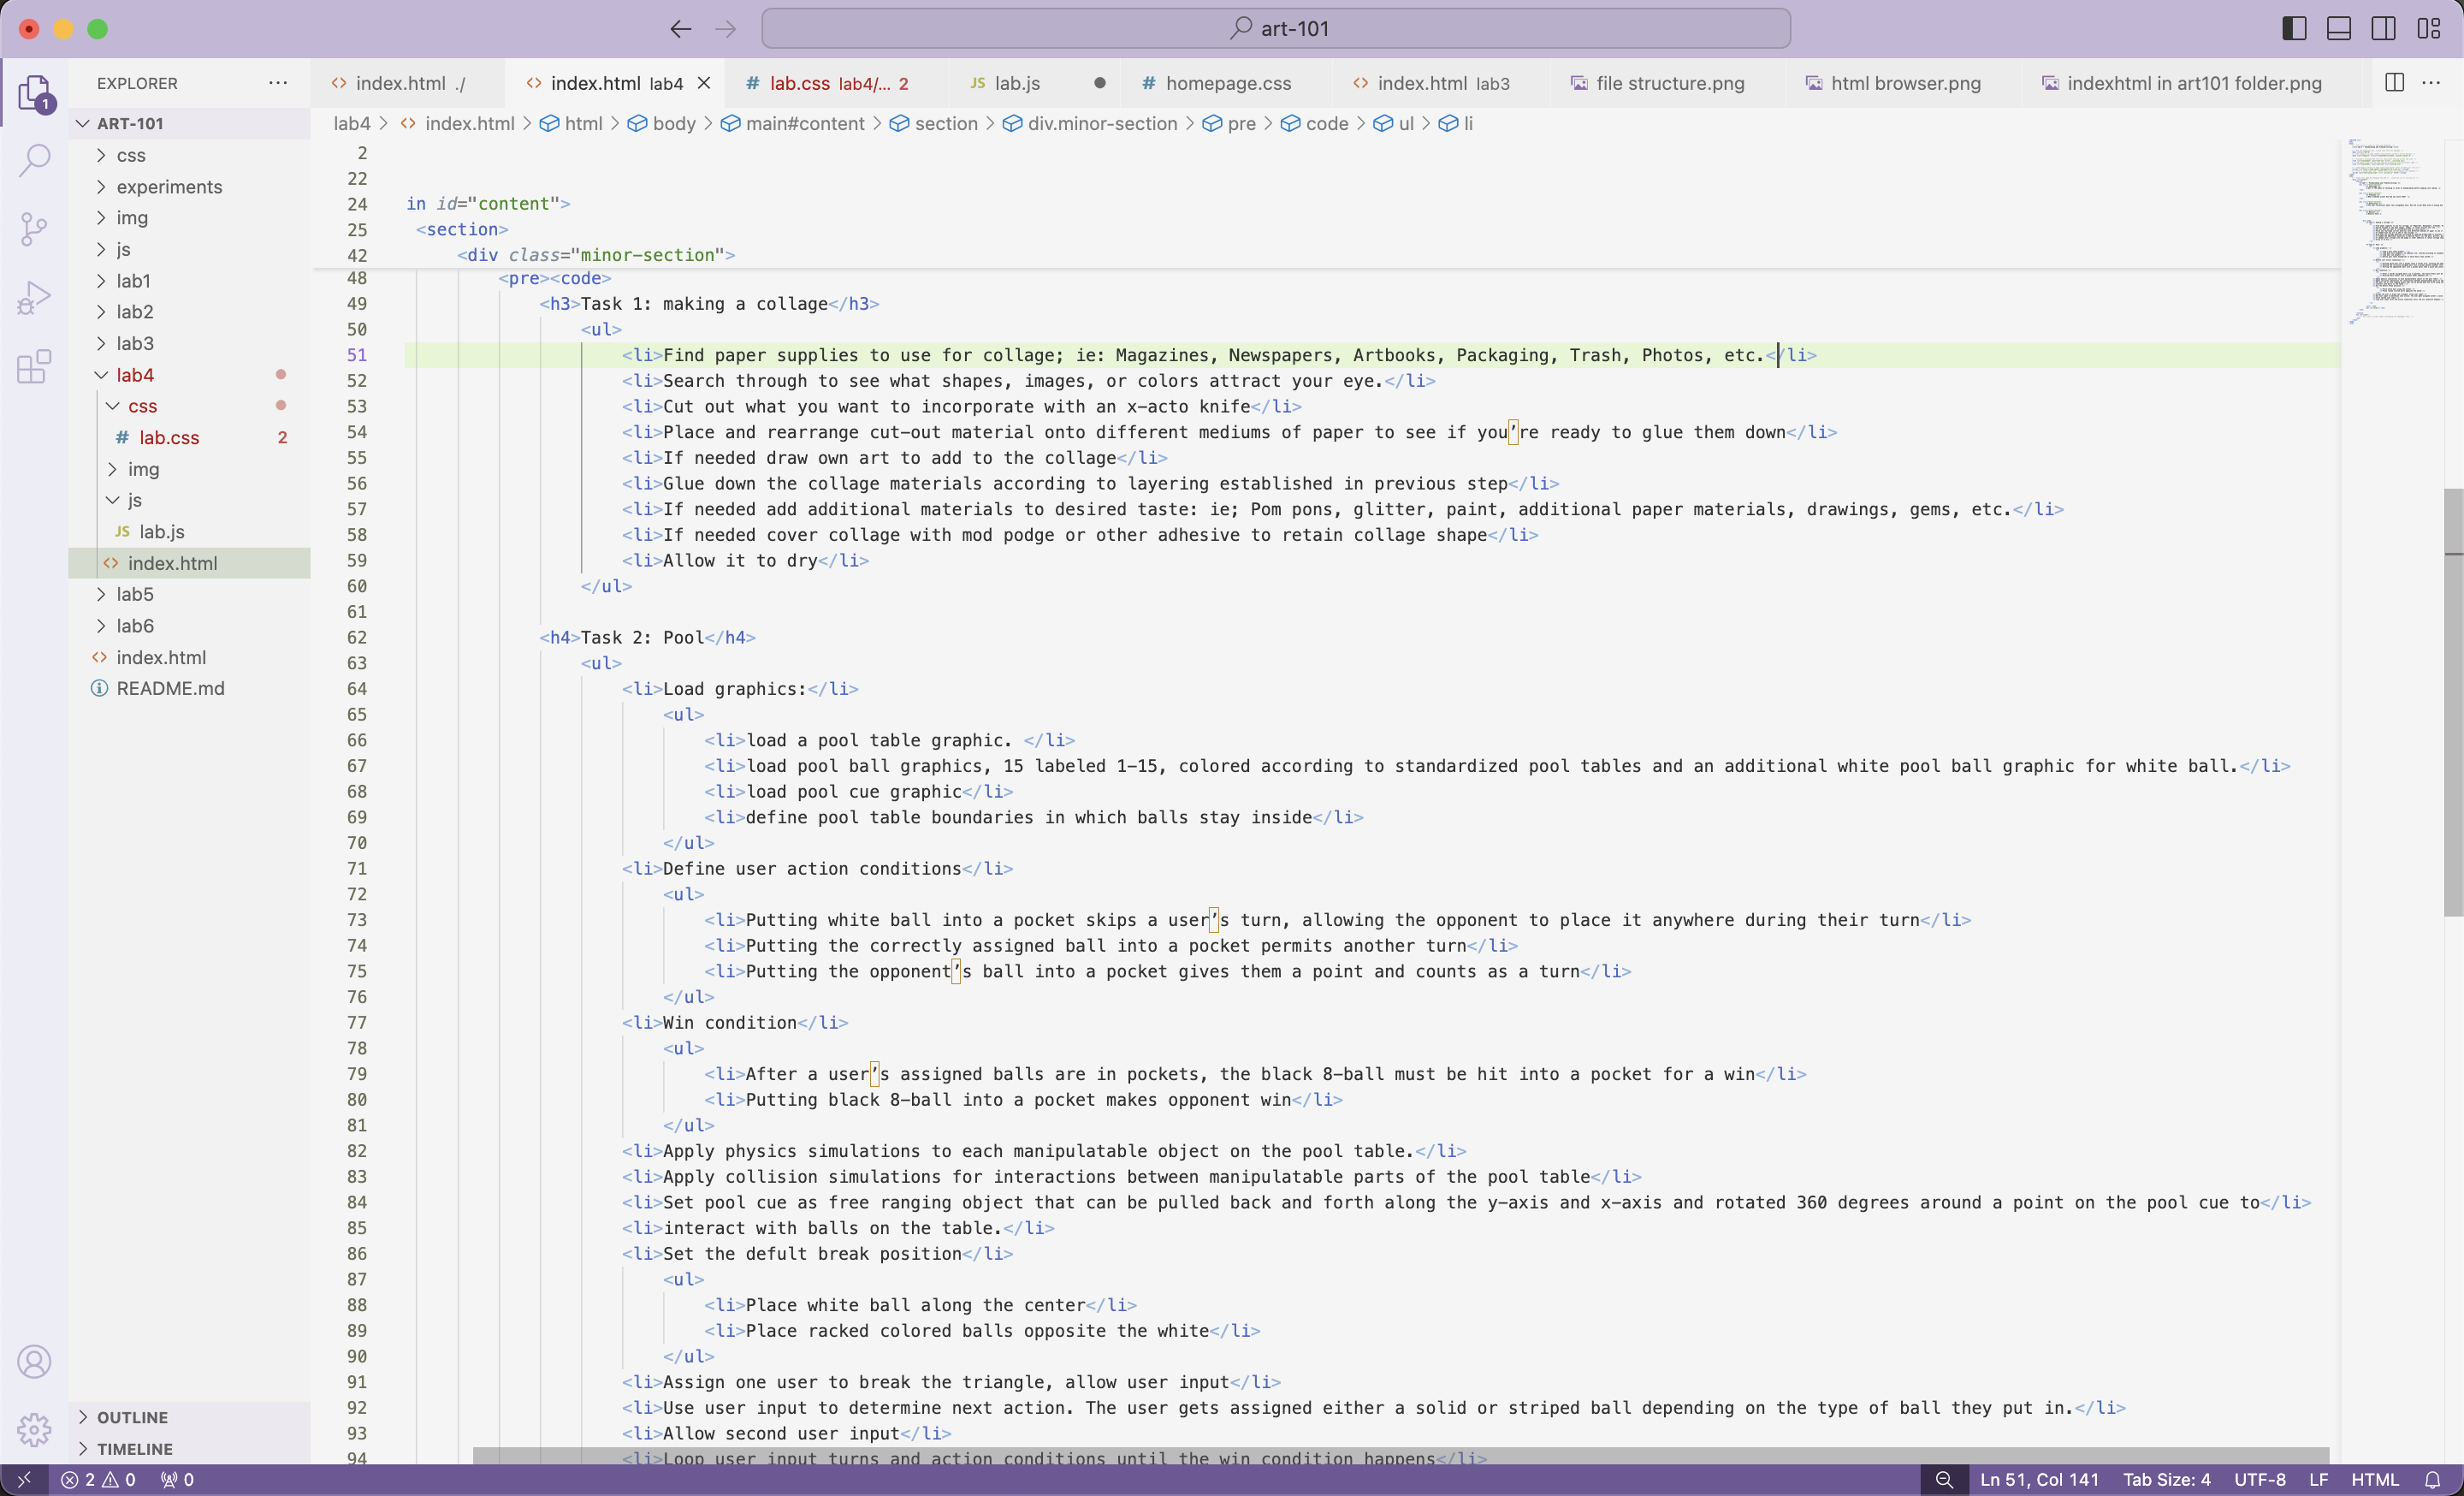 art-101
EXPLORER
index.html ./
index.html lab4
# lab.css lab4/... 2
JS lab.js
# homepage.css
index.html lab3
file structure.png
html browser.png
indexhtml in art101 folder.png
1
ART-101
css
experiments
img
js
lab1
lab2
lab3
lab4
css
# lab.css 2
img
js
JS lab.js
index.html
lab5
lab6
index.html
README.md
OUTLINE
TIMELINE
lab4 > index.html > html > body > main#content > section > div.minor-section > pre > code > ul > li
2
22
24 in id="content">
25 <section>
42 <div class="minor-section">
48 <pre><code>
49 <h3>Task 1: making a collage</h3>
50 <ul>
51 <li>Find paper supplies to use for collage; ie: Magazines, Newspapers, Artbooks, Packaging, Trash, Photos, etc.</li>
52 <li>Search through to see what shapes, images, or colors attract your eye.</li>
53 <li>Cut out what you want to incorporate with an x-acto knife</li>
54 <li>Place and rearrange cut-out material onto different mediums of paper to see if you’re ready to glue them down</li>
55 <li>If needed draw own art to add to the collage</li>
56 <li>Glue down the collage materials according to layering established in previous step</li>
57 <li>If needed add additional materials to desired taste: ie; Pom pons, glitter, paint, additional paper materials, drawings, gems, etc.</li>
58 <li>If needed cover collage with mod podge or other adhesive to retain collage shape</li>
59 <li>Allow it to dry</li>
60 </ul>
61
62 <h4>Task 2: Pool</h4>
63 <ul>
64 <li>Load graphics:</li>
65 <ul>
66 <li>load a pool table graphic. </li>
67 <li>load pool ball graphics, 15 labeled 1-15, colored according to standardized pool tables and an additional white pool ball graphic for white ball.</li>
68 <li>load pool cue graphic</li>
69 <li>define pool table boundaries in which balls stay inside</li>
70 </ul>
71 <li>Define user action conditions</li>
72 <ul>
73 <li>Putting white ball into a pocket skips a user’s turn, allowing the opponent to place it anywhere during their turn</li>
74 <li>Putting the correctly assigned ball into a pocket permits another turn</li>
75 <li>Putting the opponent’s ball into a pocket gives them a point and counts as a turn</li>
76 </ul>
77 <li>Win condition</li>
78 <ul>
79 <li>After a user’s assigned balls are in pockets, the black 8-ball must be hit into a pocket for a win</li>
80 <li>Putting black 8-ball into a pocket makes opponent win</li>
81 </ul>
82 <li>Apply physics simulations to each manipulatable object on the pool table.</li>
83 <li>Apply collision simulations for interactions between manipulatable parts of the pool table</li>
84 <li>Set pool cue as free ranging object that can be pulled back and forth along the y-axis and x-axis and rotated 360 degrees around a point on the pool cue to</li>
85 <li>interact with balls on the table.</li>
86 <li>Set the defult break position</li>
87 <ul>
88 <li>Place white ball along the center</li>
89 <li>Place racked colored balls opposite the white</li>
90 </ul>
91 <li>Assign one user to break the triangle, allow user input</li>
92 <li>Use user input to determine next action. The user gets assigned either a solid or striped ball depending on the type of ball they put in.</li>
93 <li>Allow second user input</li>
94 <li>Loop user input turns and action conditions until the win condition happens</li>
2 0 0
Ln 51, Col 141 Tab Size: 4 UTF-8 LF HTML